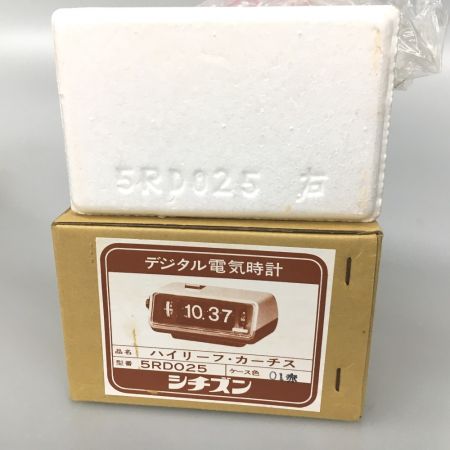 5RD025 右
デジタル電気時計
10.37
品名 ハイリーフ・カーチス
型番 5RD025 ケース色 01赤
シチズン